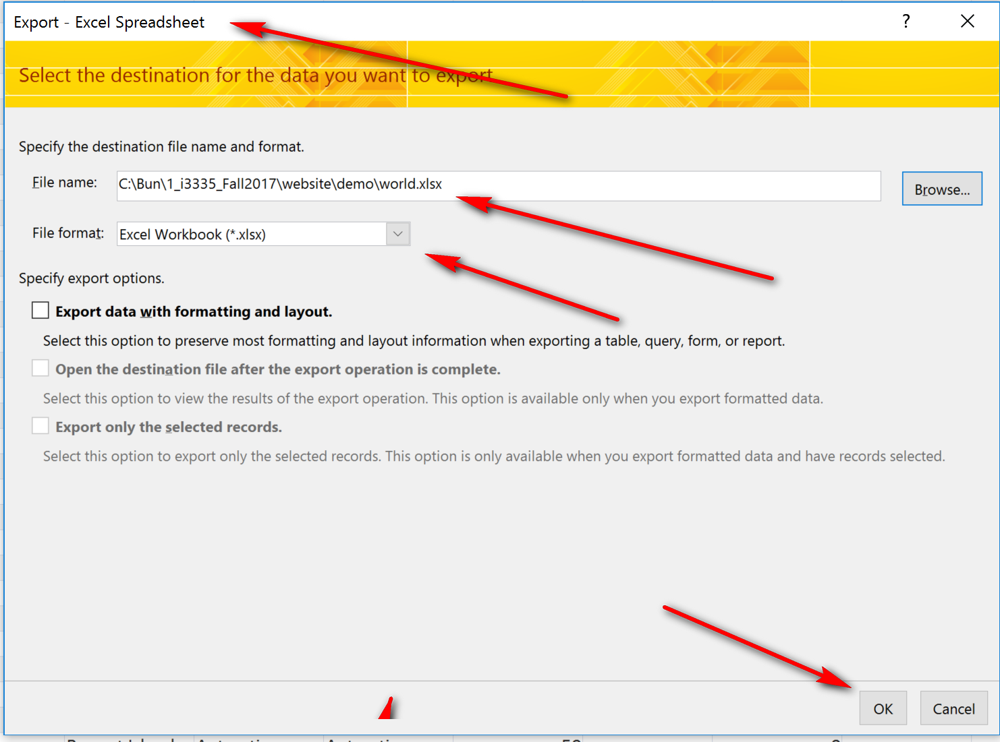 Export - Excel Spreadsheet
?
Select the destination for the data you want to export
Specify the destination file name and format.
File name: C:\Bun\1_i3335_Fall2017\website\demo\world.xlsx Browse...
File format: Excel Workbook (*.xlsx)
Specify export options.
Export data with formatting and layout.
Select this option to preserve most formatting and layout information when exporting a table, query, form, or report.
Open the destination file after the export operation is complete.
Select this option to view the results of the export operation. This option is available only when you export formatted data.
Export only the selected records.
Select this option to export only the selected records. This option is only available when you export formatted data and have records selected.
OK Cancel